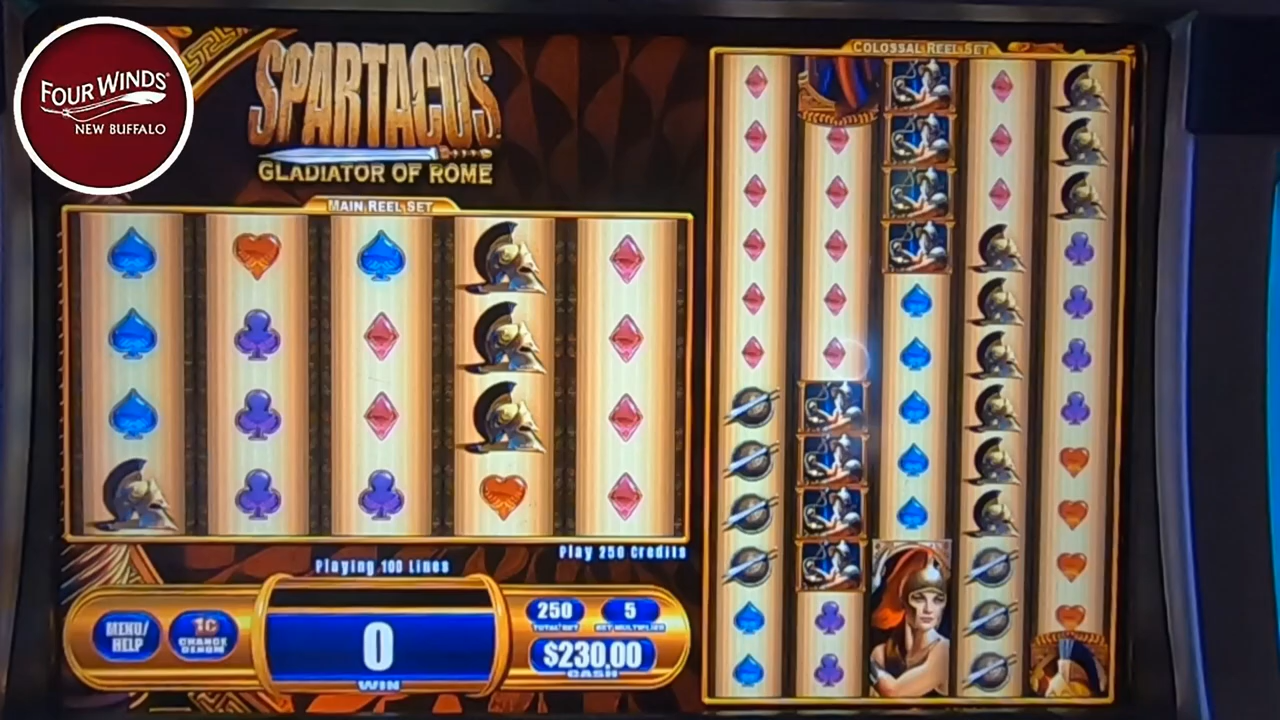 FOUR WINDS®
NEW BUFFALO
SPARTACUS
GLADIATOR OF ROME
COLOSSAL REEL SET
MAIN REEL SET
Playing 100 Lines
Play 250 Credits
MENU/
HELP
1¢
CHANGE
DENOM
0
WIN
250
TOTAL BET
5
BET MULTIPLIER
$230.00
CASH